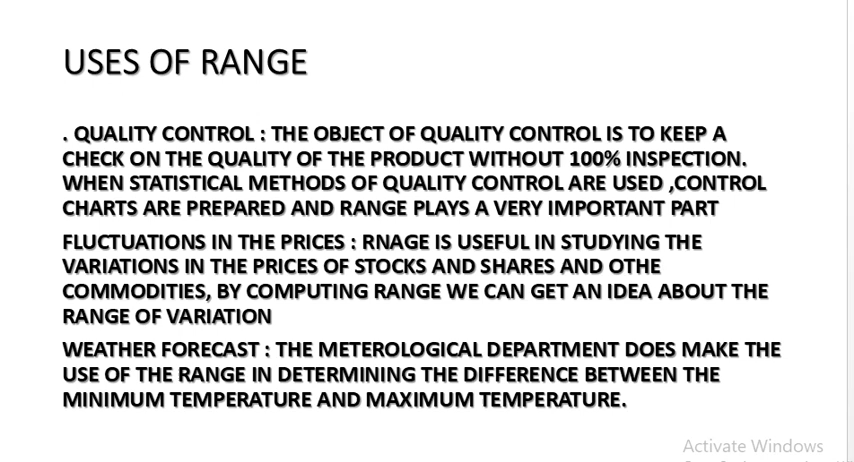 USES OF RANGE
. QUALITY CONTROL : THE OBJECT OF QUALITY CONTROL IS TO KEEP A
CHECK ON THE QUALITY OF THE PRODUCT WITHOUT 100% INSPECTION.
WHEN STATISTICAL METHODS OF QUALITY CONTROL ARE USED ,CONTROL
CHARTS ARE PREPARED AND RANGE PLAYS A VERY IMPORTANT PART
FLUCTUATIONS IN THE PRICES : RNAGE IS USEFUL IN STUDYING THE
VARIATIONS IN THE PRICES OF STOCKS AND SHARES AND OTHE
COMMODITIES, BY COMPUTING RANGE WE CAN GET AN IDEA ABOUT THE
RANGE OF VARIATION
WEATHER FORECAST : THE METEROLOGICAL DEPARTMENT DOES MAKE THE
USE OF THE RANGE IN DETERMINING THE DIFFERENCE BETWEEN THE
MINIMUM TEMPERATURE AND MAXIMUM TEMPERATURE.
Activate Windows